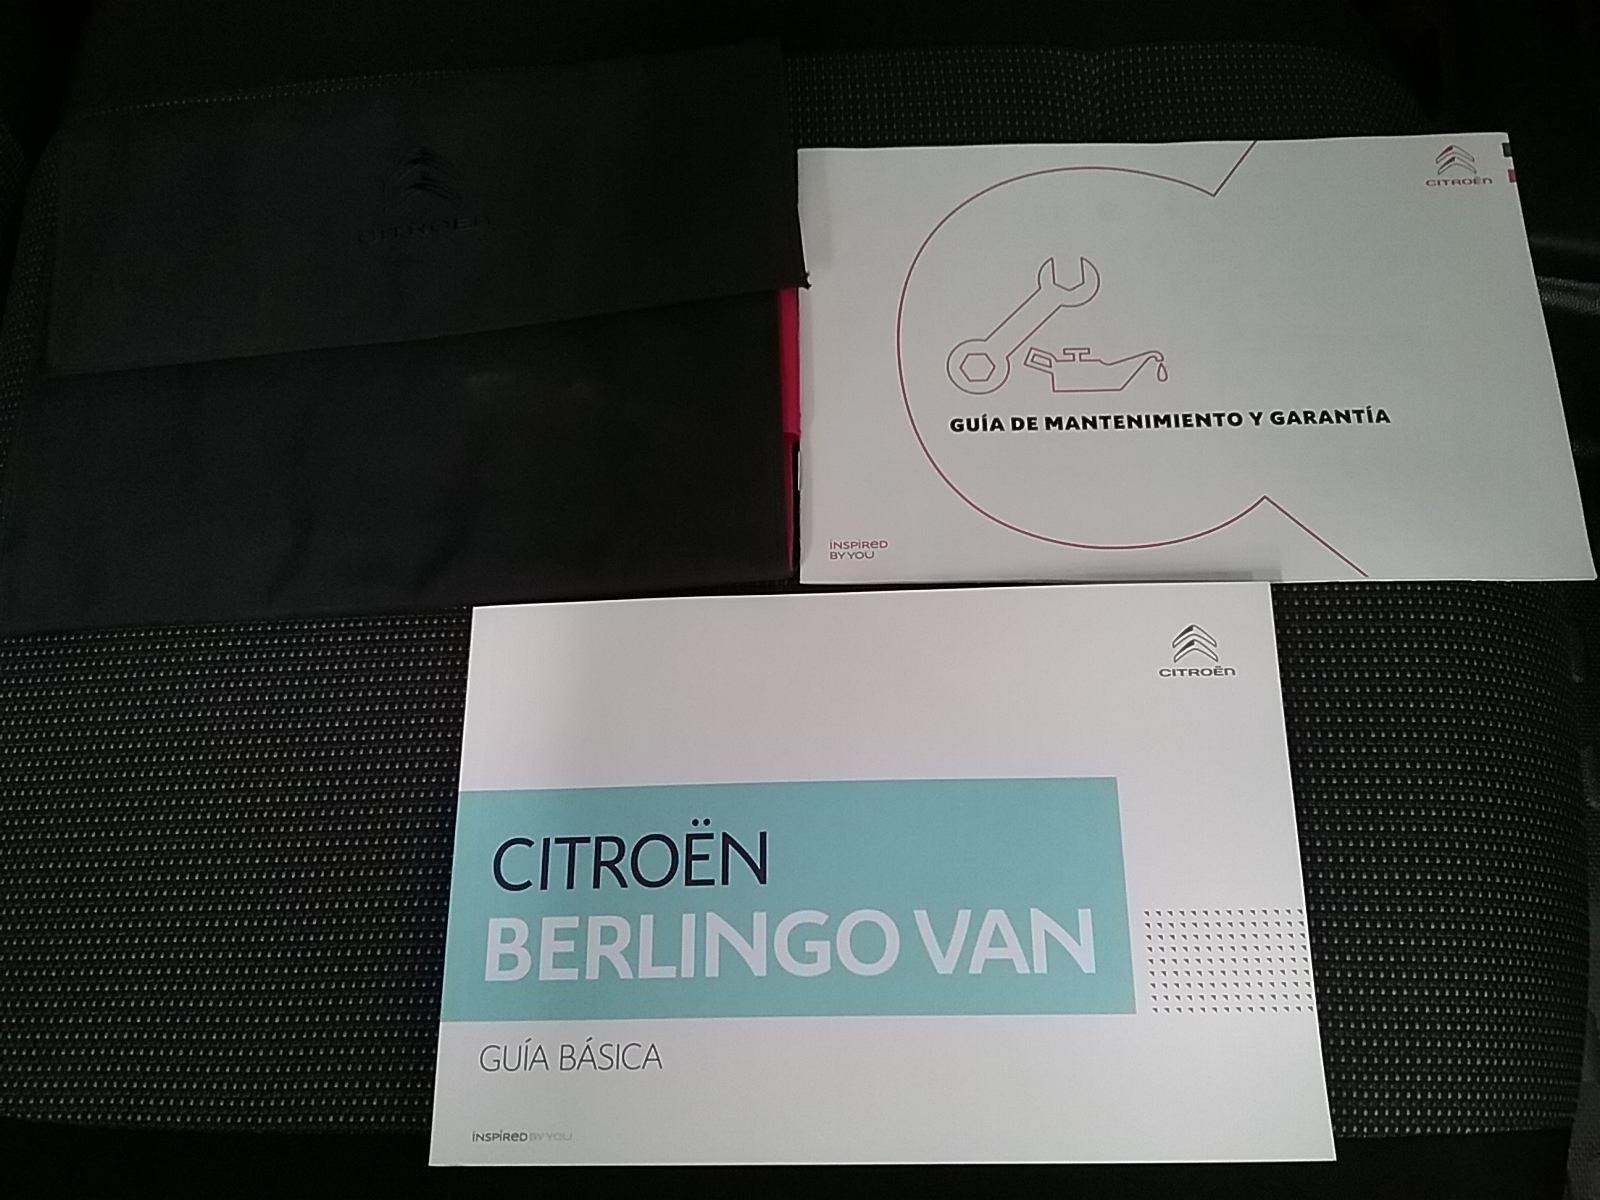 CITROËN
CITROËN
GUÍA DE MANTENIMIENTO Y GARANTÍA
INSPIRED
BY YOU
CITROËN
CITROËN
BERLINGO VAN
GUÍA BÁSICA
INSPIRED BY YOU